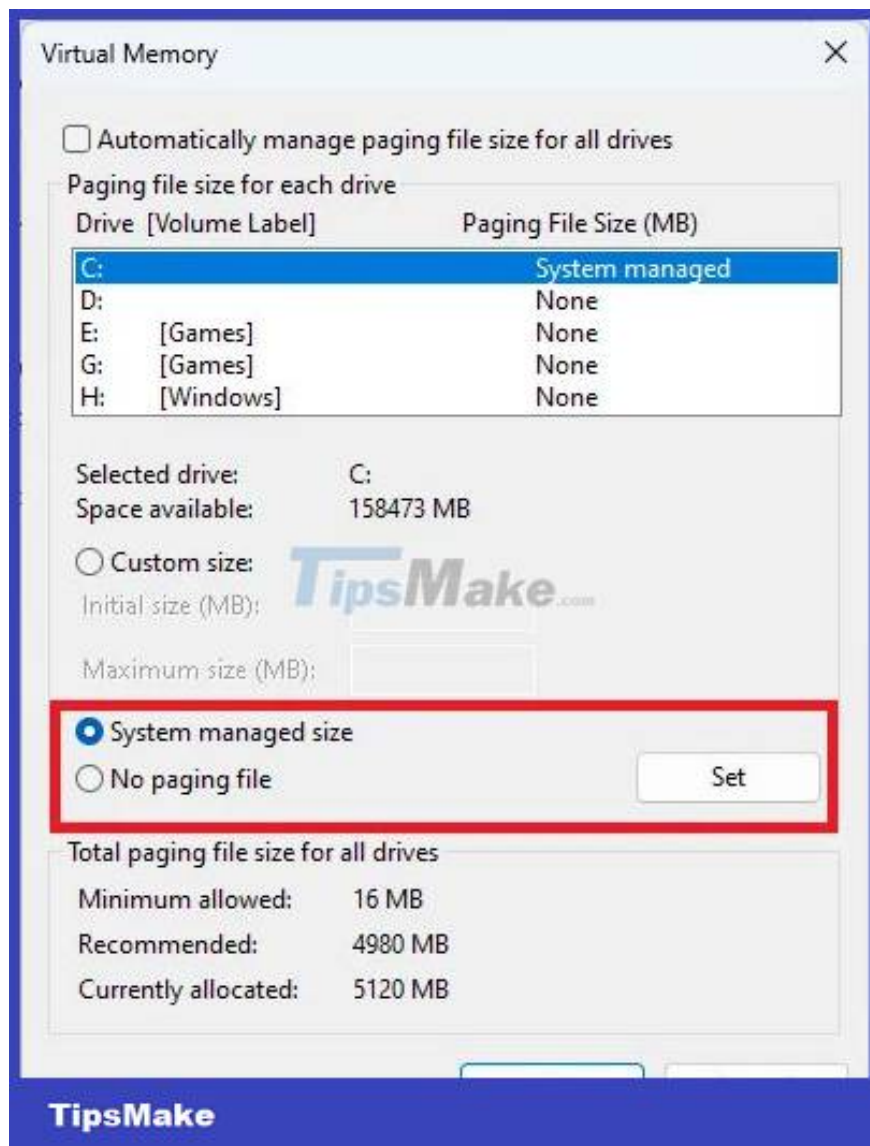 Virtual Memory
Automatically manage paging file size for all drives
Paging file size for each drive
Drive [Volume Label] Paging File Size (MB)
C: System managed
D: None
E: [Games] None
G: [Games] None
H: [Windows] None
Selected drive: C:
Space available: 158473 MB
Custom size:
TipsMake.com
Initial size (MB):
Maximum size (MB):
System managed size
No paging file Set
Total paging file size for all drives
Minimum allowed: 16 MB
Recommended: 4980 MB
Currently allocated: 5120 MB
TipsMake